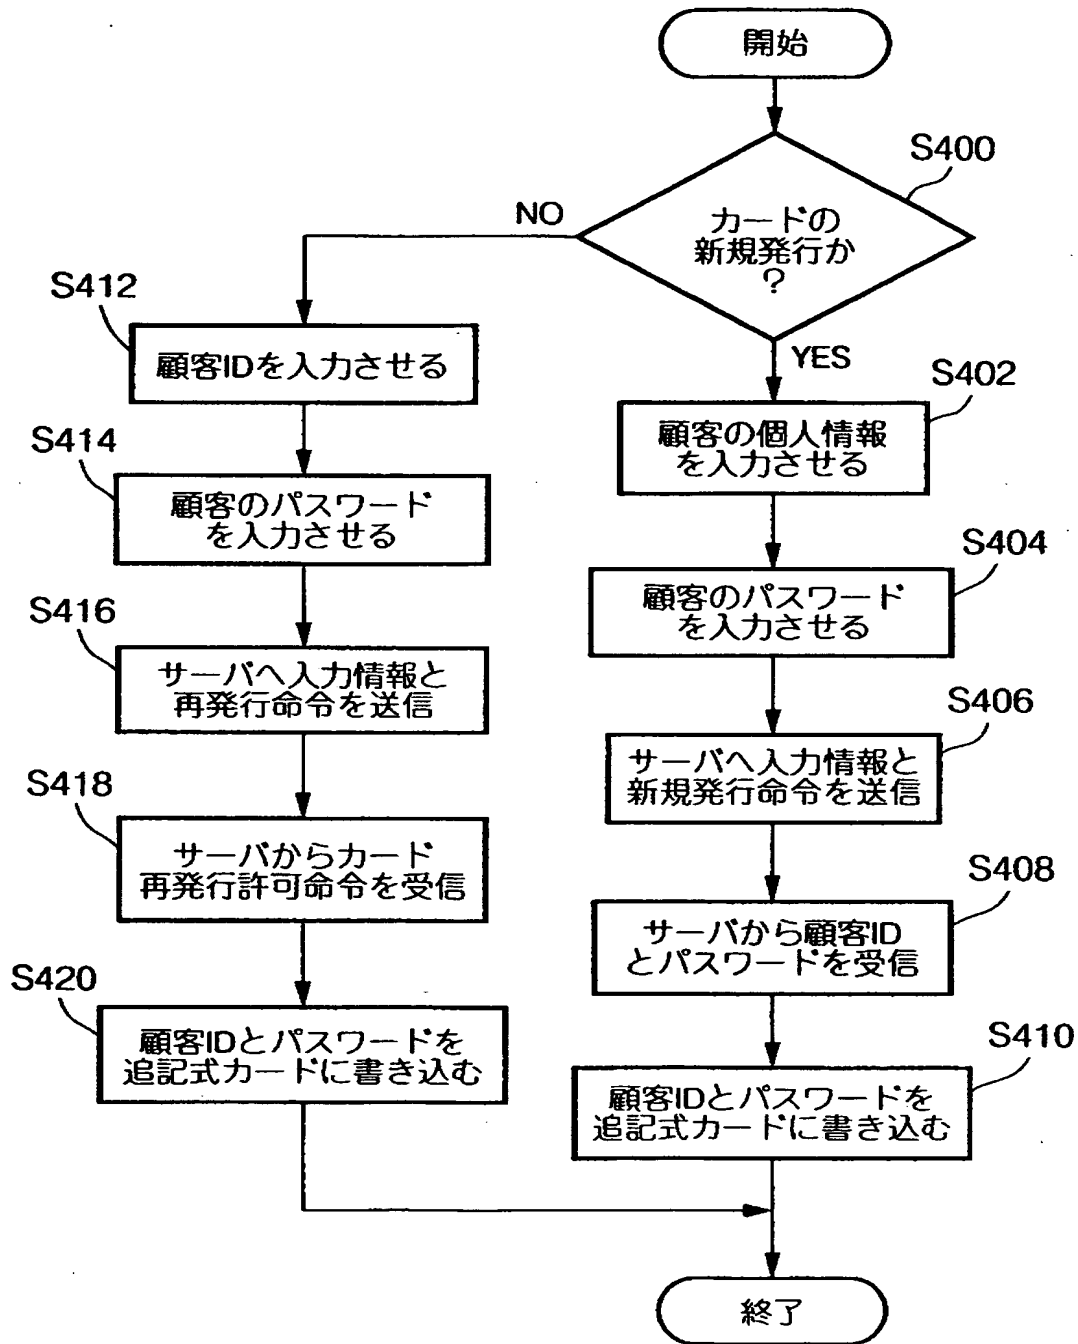 開始
S400
カードの
新規発行か
?
NO
YES
S412
顧客IDを入力させる
S414
顧客のパスワード
を入力させる
S416
サーバへ入力情報と
再発行命令を送信
S418
サーバからカード
再発行許可命令を受信
S420
顧客IDとパスワードを
追記式カードに書き込む
S402
顧客の個人情報
を入力させる
S404
顧客のパスワード
を入力させる
S406
サーバへ入力情報と
新規発行命令を送信
S408
サーバから顧客ID
とパスワードを受信
S410
顧客IDとパスワードを
追記式カードに書き込む
終了